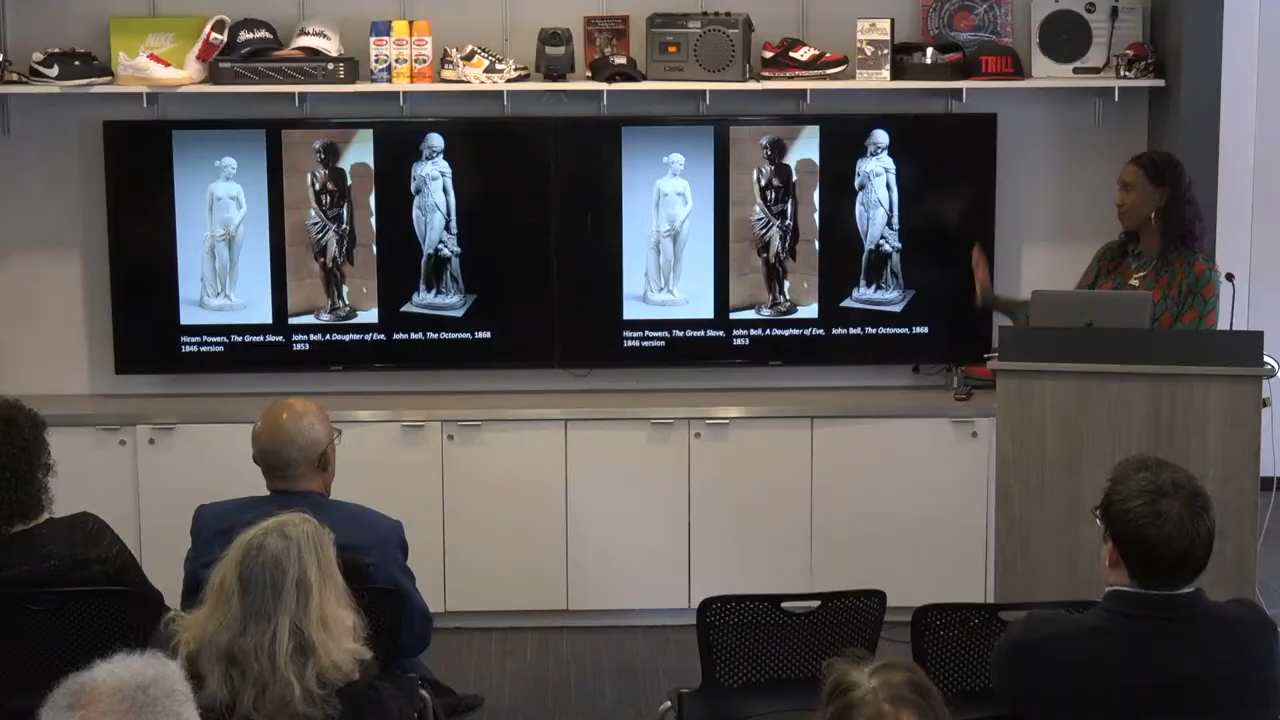 NIKE
TRILL
Hiram Powers, The Greek Slave,
1846 version
John Bell, A Daughter of Eve,
1853
John Bell, The Octoroon, 1868
Hiram Powers, The Greek Slave,
1846 version
John Bell, A Daughter of Eve,
1853
John Bell, The Octoroon, 1868